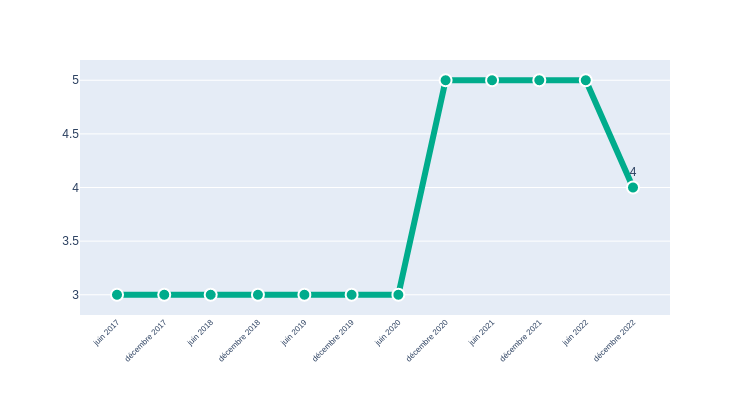 5
4.5
4
3.5
3
4
juin 2017
décembre 2017
juin 2018
décembre 2018
juin 2019
décembre 2019
juin 2020
décembre 2020
juin 2021
décembre 2021
juin 2022
décembre 2022